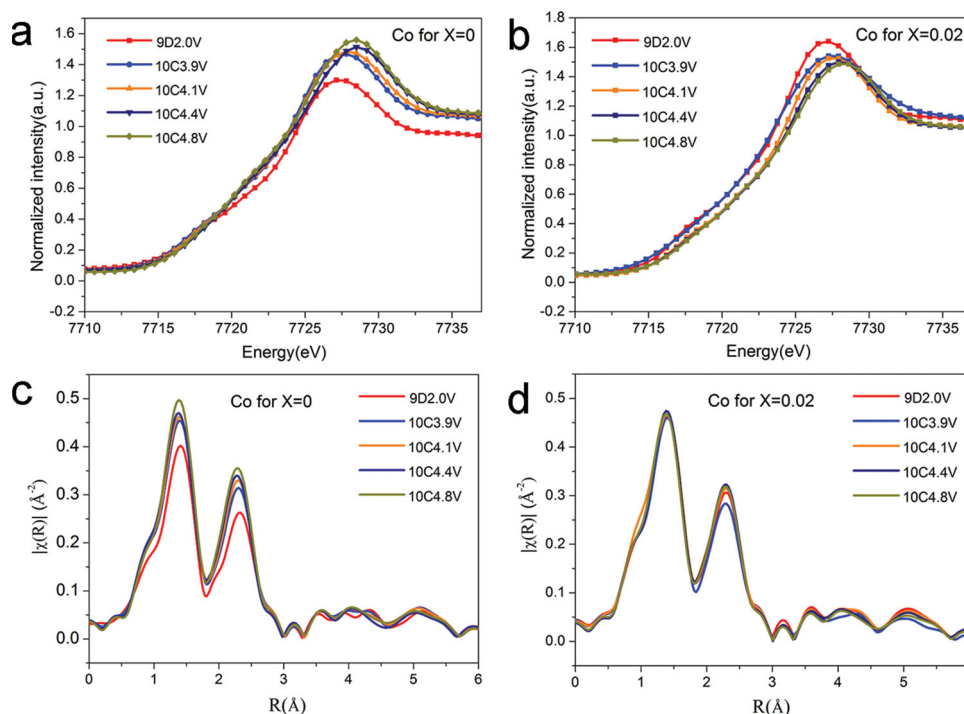 a
Co for X=0
9D2.0V
10C3.9V
10C4.1V
10C4.4V
10C4.8V
Normalized intensity(a.u.)
1.6
1.4
1.2
1.0
0.8
0.6
0.4
0.2
0.0
-0.2
7710 7715 7720 7725 7730 7735
Energy(eV)
b
Co for X=0.02
9D2.0V
10C3.9V
10C4.1V
10C4.4V
10C4.8V
Normalized intensity(a.u.)
1.6
1.4
1.2
1.0
0.8
0.6
0.4
0.2
0.0
-0.2
7710 7715 7720 7725 7730 7735
Energy(eV)
c
Co for X=0
9D2.0V
10C3.9V
10C4.1V
10C4.4V
10C4.8V
|χ(R)| (Å⁻²)
0.5
0.4
0.3
0.2
0.1
0.0
0 1 2 3 4 5 6
R(Å)
d
Co for X=0.02
9D2.0V
10C3.9V
10C4.1V
10C4.4V
10C4.8V
|χ(R)| (Å⁻²)
0.5
0.4
0.3
0.2
0.1
0.0
0 1 2 3 4 5
R(Å)